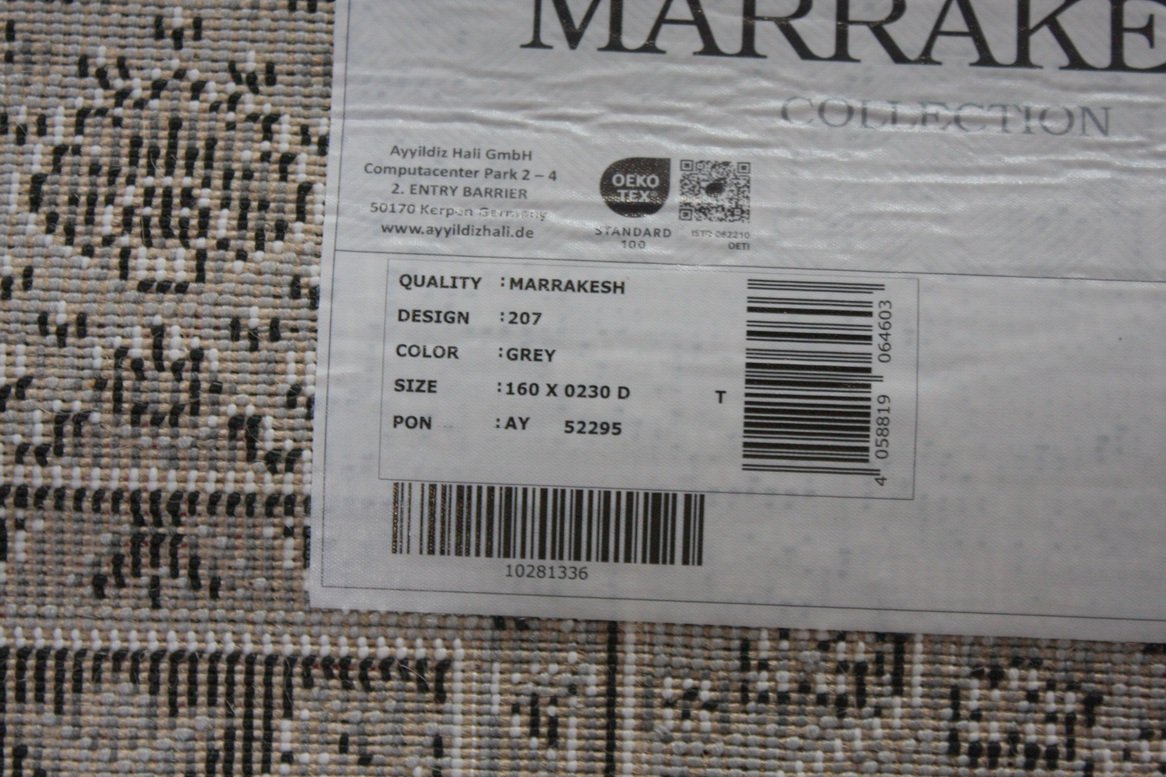 MARRAKE
COLLECTION
Ayyildiz Hali GmbH
Computacenter Park 2 – 4
2. ENTRY BARRIER
50170 Kerpen Germany
www.ayyildizhali.de
OEKO
TEX®
STANDARD
100
OETI
QUALITY :MARRAKESH
DESIGN :207
COLOR :GREY
SIZE :160 X 0230 D
PON :AY 52295
T
4 058819 064603
10281336